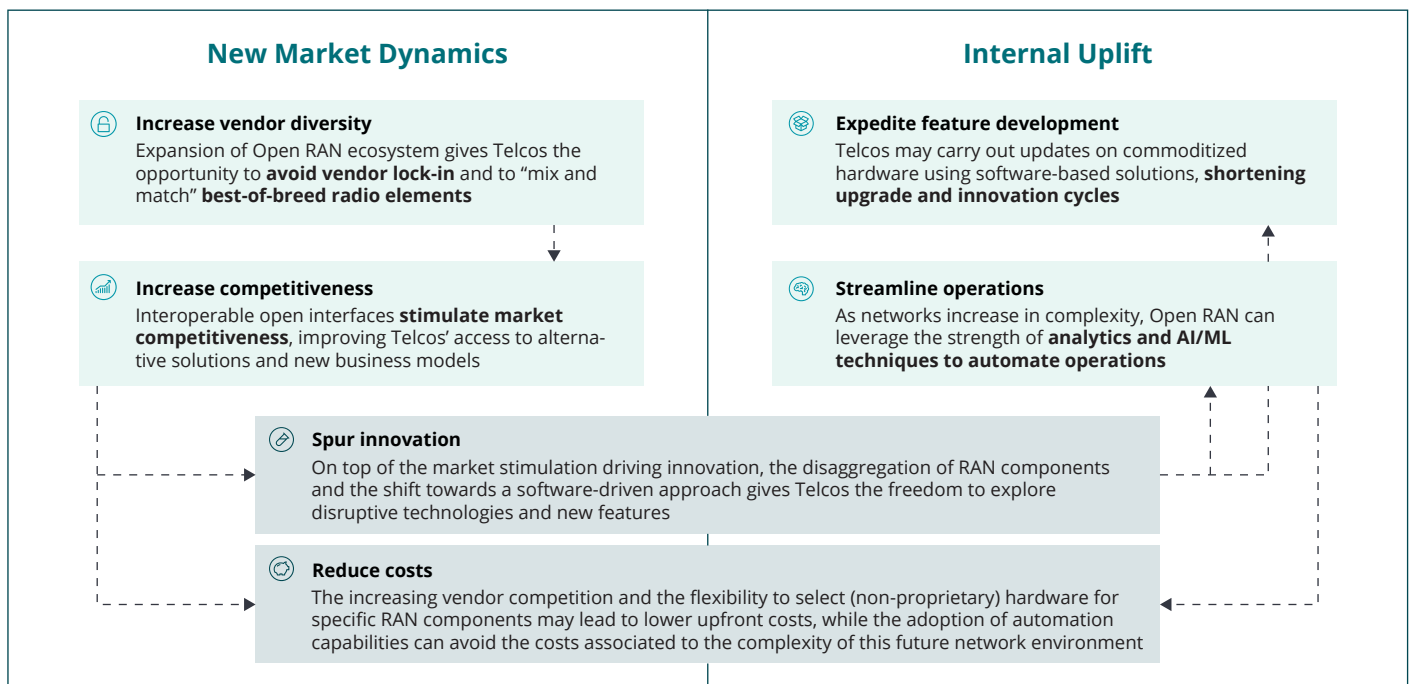 New Market Dynamics
Increase vendor diversity
Expansion of Open RAN ecosystem gives Telcos the
opportunity to avoid vendor lock-in and to “mix and
match” best-of-breed radio elements
Increase competitiveness
Interoperable open interfaces stimulate market
competitiveness, improving Telcos’ access to alterna-
tive solutions and new business models
Internal Uplift
Expedite feature development
Telcos may carry out updates on commoditized
hardware using software-based solutions, shortening
upgrade and innovation cycles
Streamline operations
As networks increase in complexity, Open RAN can
leverage the strength of analytics and AI/ML
techniques to automate operations
Spur innovation
On top of the market stimulation driving innovation, the disaggregation of RAN components
and the shift towards a software-driven approach gives Telcos the freedom to explore
disruptive technologies and new features
Reduce costs
The increasing vendor competition and the flexibility to select (non-proprietary) hardware for
specific RAN components may lead to lower upfront costs, while the adoption of automation
capabilities can avoid the costs associated to the complexity of this future network environment